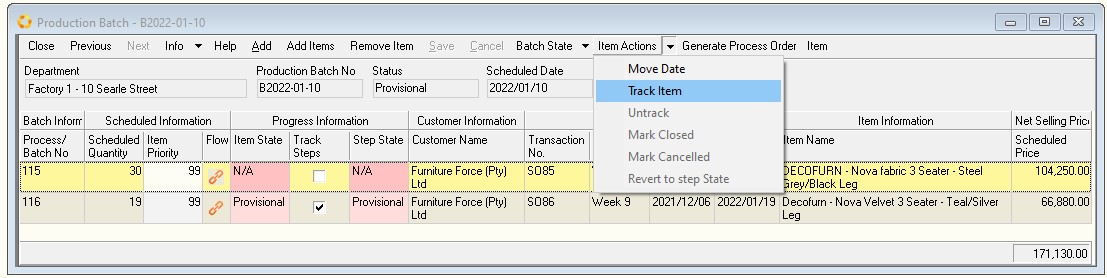 Production Batch - B2022-01-10
Close Previous Next Info Help Add Add Items Remove Item Save Cancel Batch State Item Actions Generate Process Order Item
Department Production Batch No Status Scheduled Date
Factory 1 - 10 Searle Street B2022-01-10 Provisional 2022/01/10
Move Date
Track Item
Untrack
Mark Closed
Mark Cancelled
Revert to step State
Batch Inform Scheduled Information Progress Information Customer Information Item Information Net Selling Price
Process/ Scheduled Item Flow Item State Track Step State Customer Name Transaction Item Name Scheduled
Batch No Quantity Priority Steps No. Price
115 30 99 N/A N/A Furniture Force (Pty) SO85 DECOFURN - Nova fabric 3 Seater - Steel 104,250.00
Ltd Grey/Black Leg
116 19 99 Provisional Provisional Furniture Force (Pty) SO86 Week 9 2021/12/06 2022/01/19 Decofurn - Nova Velvet 3 Seater - Teal/Silver 66,880.00
Ltd Leg
171,130.00